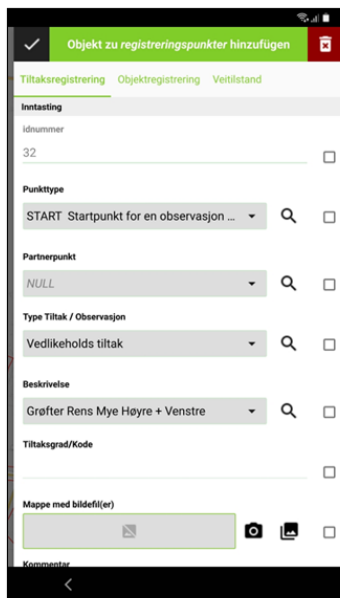 Objekt zu registreringspunkter hinzufügen
Tiltaksregistrering Objektregistrering Veitilstand
Inntasting
idnummer
32
Punkttype
START Startpunkt for en observasjon ...
Partnerpunkt
NULL
Type Tiltak / Observasjon
Vedlikeholds tiltak
Beskrivelse
Grøfter Rens Mye Høyre + Venstre
Tiltaksgrad/Kode
Mappe med bildefil(er)
Kommentar